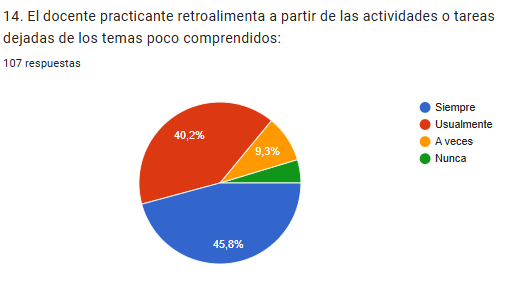 14. El docente practicante retroalimenta a partir de las actividades o tareas
dejadas de los temas poco comprendidos:
107 respuestas
Siempre
Usualmente
A veces
Nunca
40,2%
9,3%
45,8%